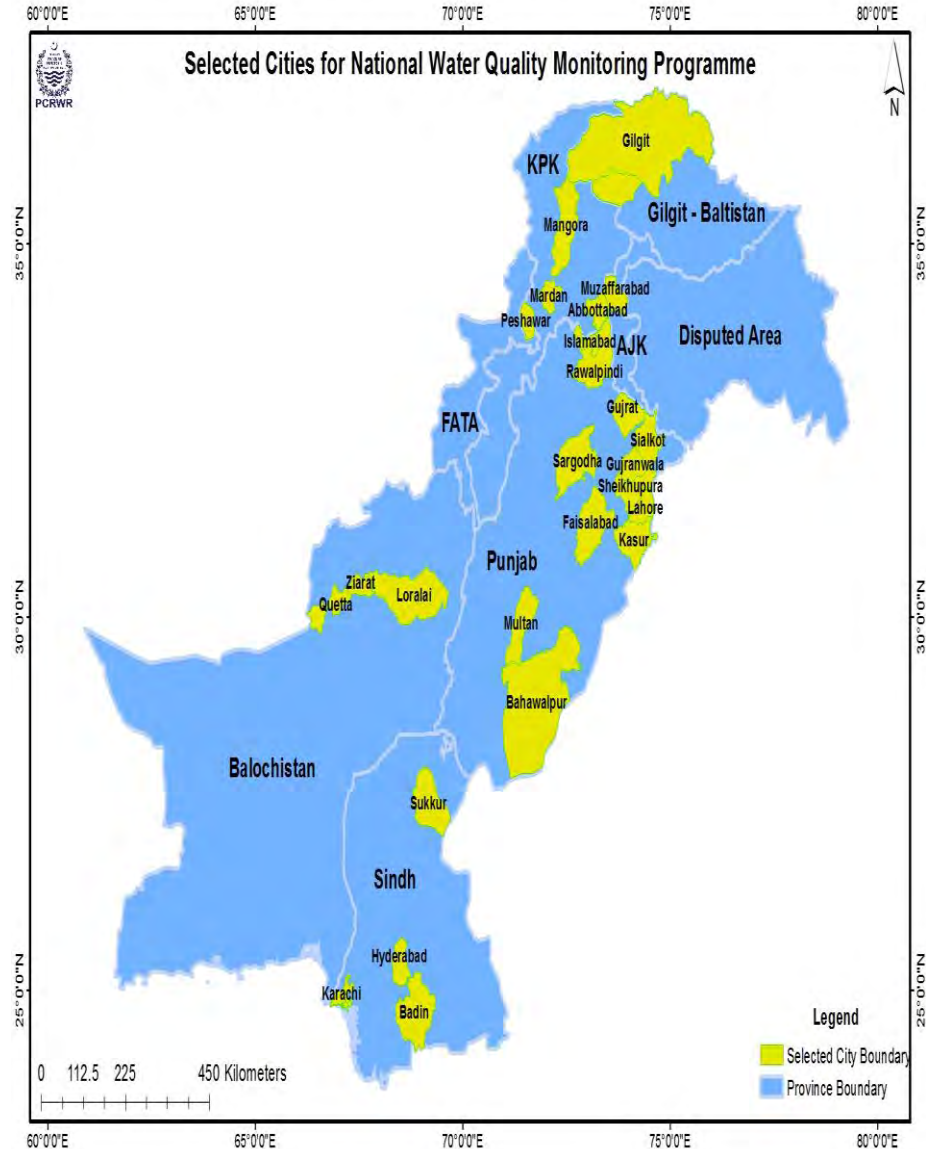 60°0'0"E 65°0'0"E 70°0'0"E 75°0'0"E 80°0'0"E
PCRWR
Selected Cities for National Water Quality Monitoring Programme
N
Gilgit
KPK
Gilgit - Baltistan
35°0'0"N
35°0'0"N
Mangora
Muzaffarabad
Mardan
Abbottabad
Peshawar
Islamabad
AJK
Disputed Area
Rawalpindi
Gujrat
FATA
Sialkot
Sargodha
Gujranwala
Sheikhupura
Lahore
Faisalabad
Kasur
Punjab
Ziarat
Loralai
Quetta
30°0'0"N
30°0'0"N
Multan
Bahawalpur
Balochistan
Sukkur
Sindh
Hyderabad
25°0'0"N
25°0'0"N
Karachi
Badin
Legend
Selected City Boundary
Province Boundary
0 112.5 225 450 Kilometers
60°0'0"E 65°0'0"E 70°0'0"E 75°0'0"E 80°0'0"E